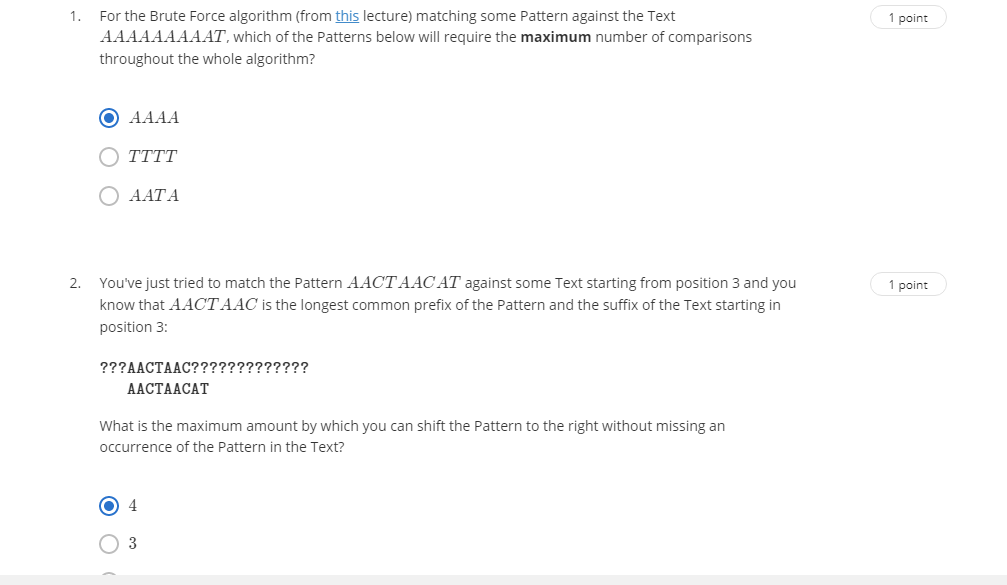 1. For the Brute Force algorithm (from this lecture) matching some Pattern against the Text
1 point
AAAAAAAAAT, which of the Patterns below will require the maximum number of comparisons
throughout the whole algorithm?
AAAA
TTTT
AATA
2. You've just tried to match the Pattern AACTAACAT against some Text starting from position 3 and you
1 point
know that AACTAAC is the longest common prefix of the Pattern and the suffix of the Text starting in
position 3:
???AACTAAC?????????????
AACTAACAT
What is the maximum amount by which you can shift the Pattern to the right without missing an
occurrence of the Pattern in the Text?
4
3